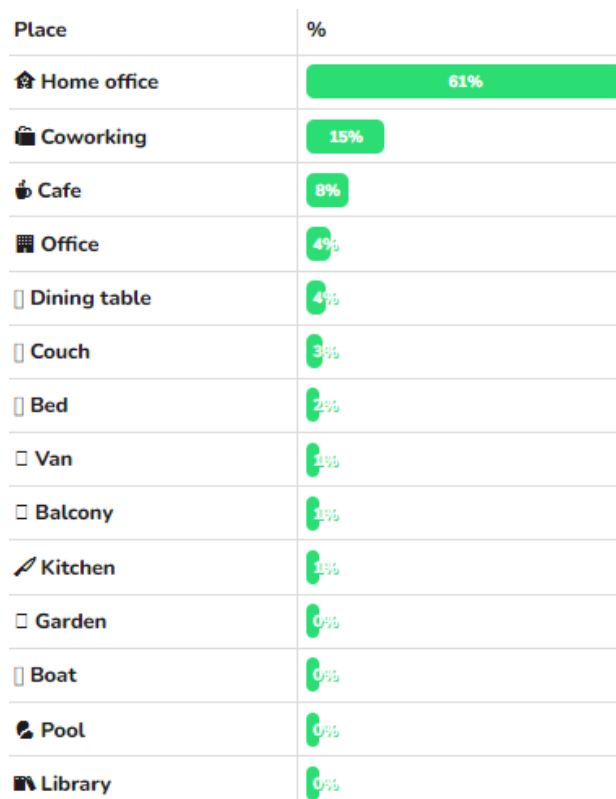 Place %
Home office 61%
Coworking 15%
Cafe 8%
Office 4%
Dining table 4%
Couch 3%
Bed 2%
Van 1%
Balcony 1%
Kitchen 1%
Garden 0%
Boat 0%
Pool 0%
Library 0%